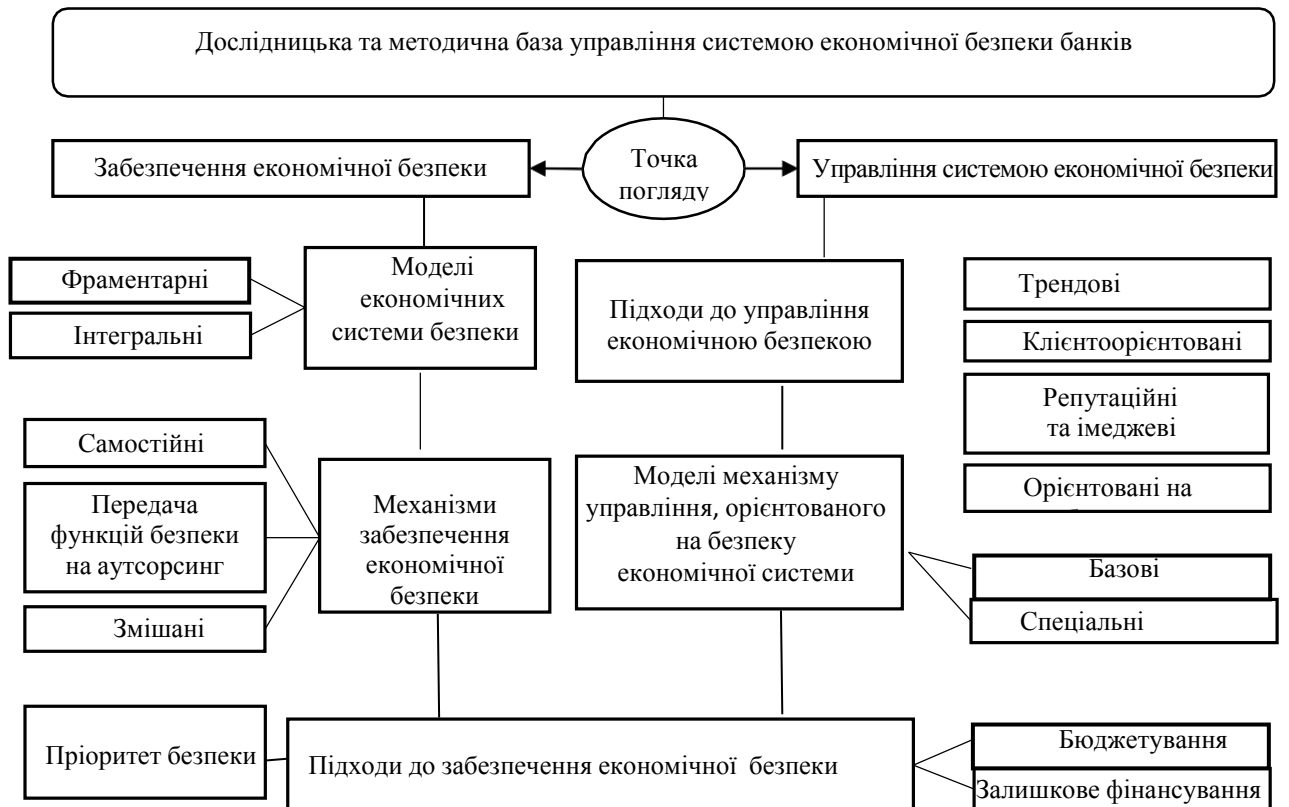 Дослідницька та методична база управління системою економічної безпеки банків
Забезпечення економічної безпеки
Точка
погляду
Управління системою економічної безпеки
Фраментарні
Інтегральні
Моделі
економічних
системи безпеки
Підходи до управління
економічною безпекою
Трендові
Клієнтоорієнтовані
Репутаційні
та імеджеві
Орієнтовані на
Самостійні
Передача
функцій безпеки
на аутсорсинг
Змішані
Механізми
забезпечення
економічної
безпеки
Моделі механізму
управління, орієнтованого
на безпеку
економічної системи
Базові
Спеціальні
Пріоритет безпеки
Підходи до забезпечення економічної безпеки
Бюджетування
Залишкове фінансування